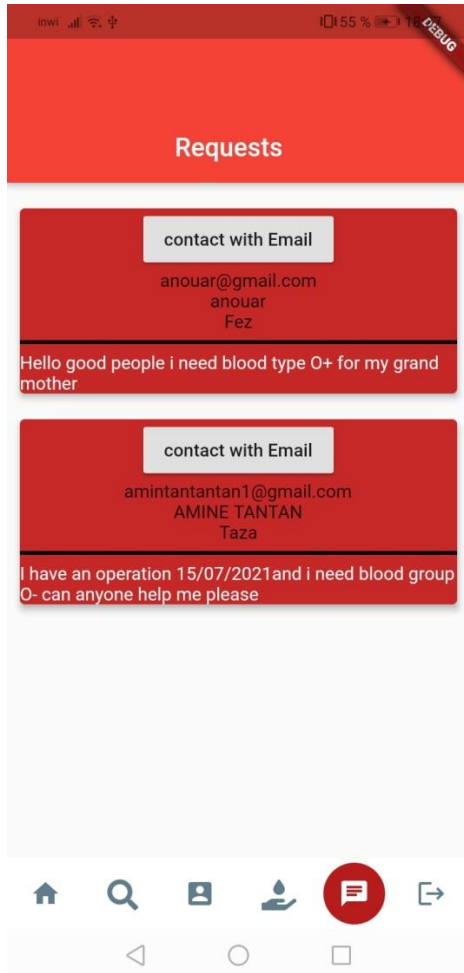 inwi 55 % 18:07
DEBUG
Requests
contact with Email
anouar@gmail.com
anouar
Fez
Hello good people i need blood type O+ for my grand
mother
contact with Email
amintantantan1@gmail.com
AMINE TANTAN
Taza
I have an operation 15/07/2021and i need blood group
O- can anyone help me please